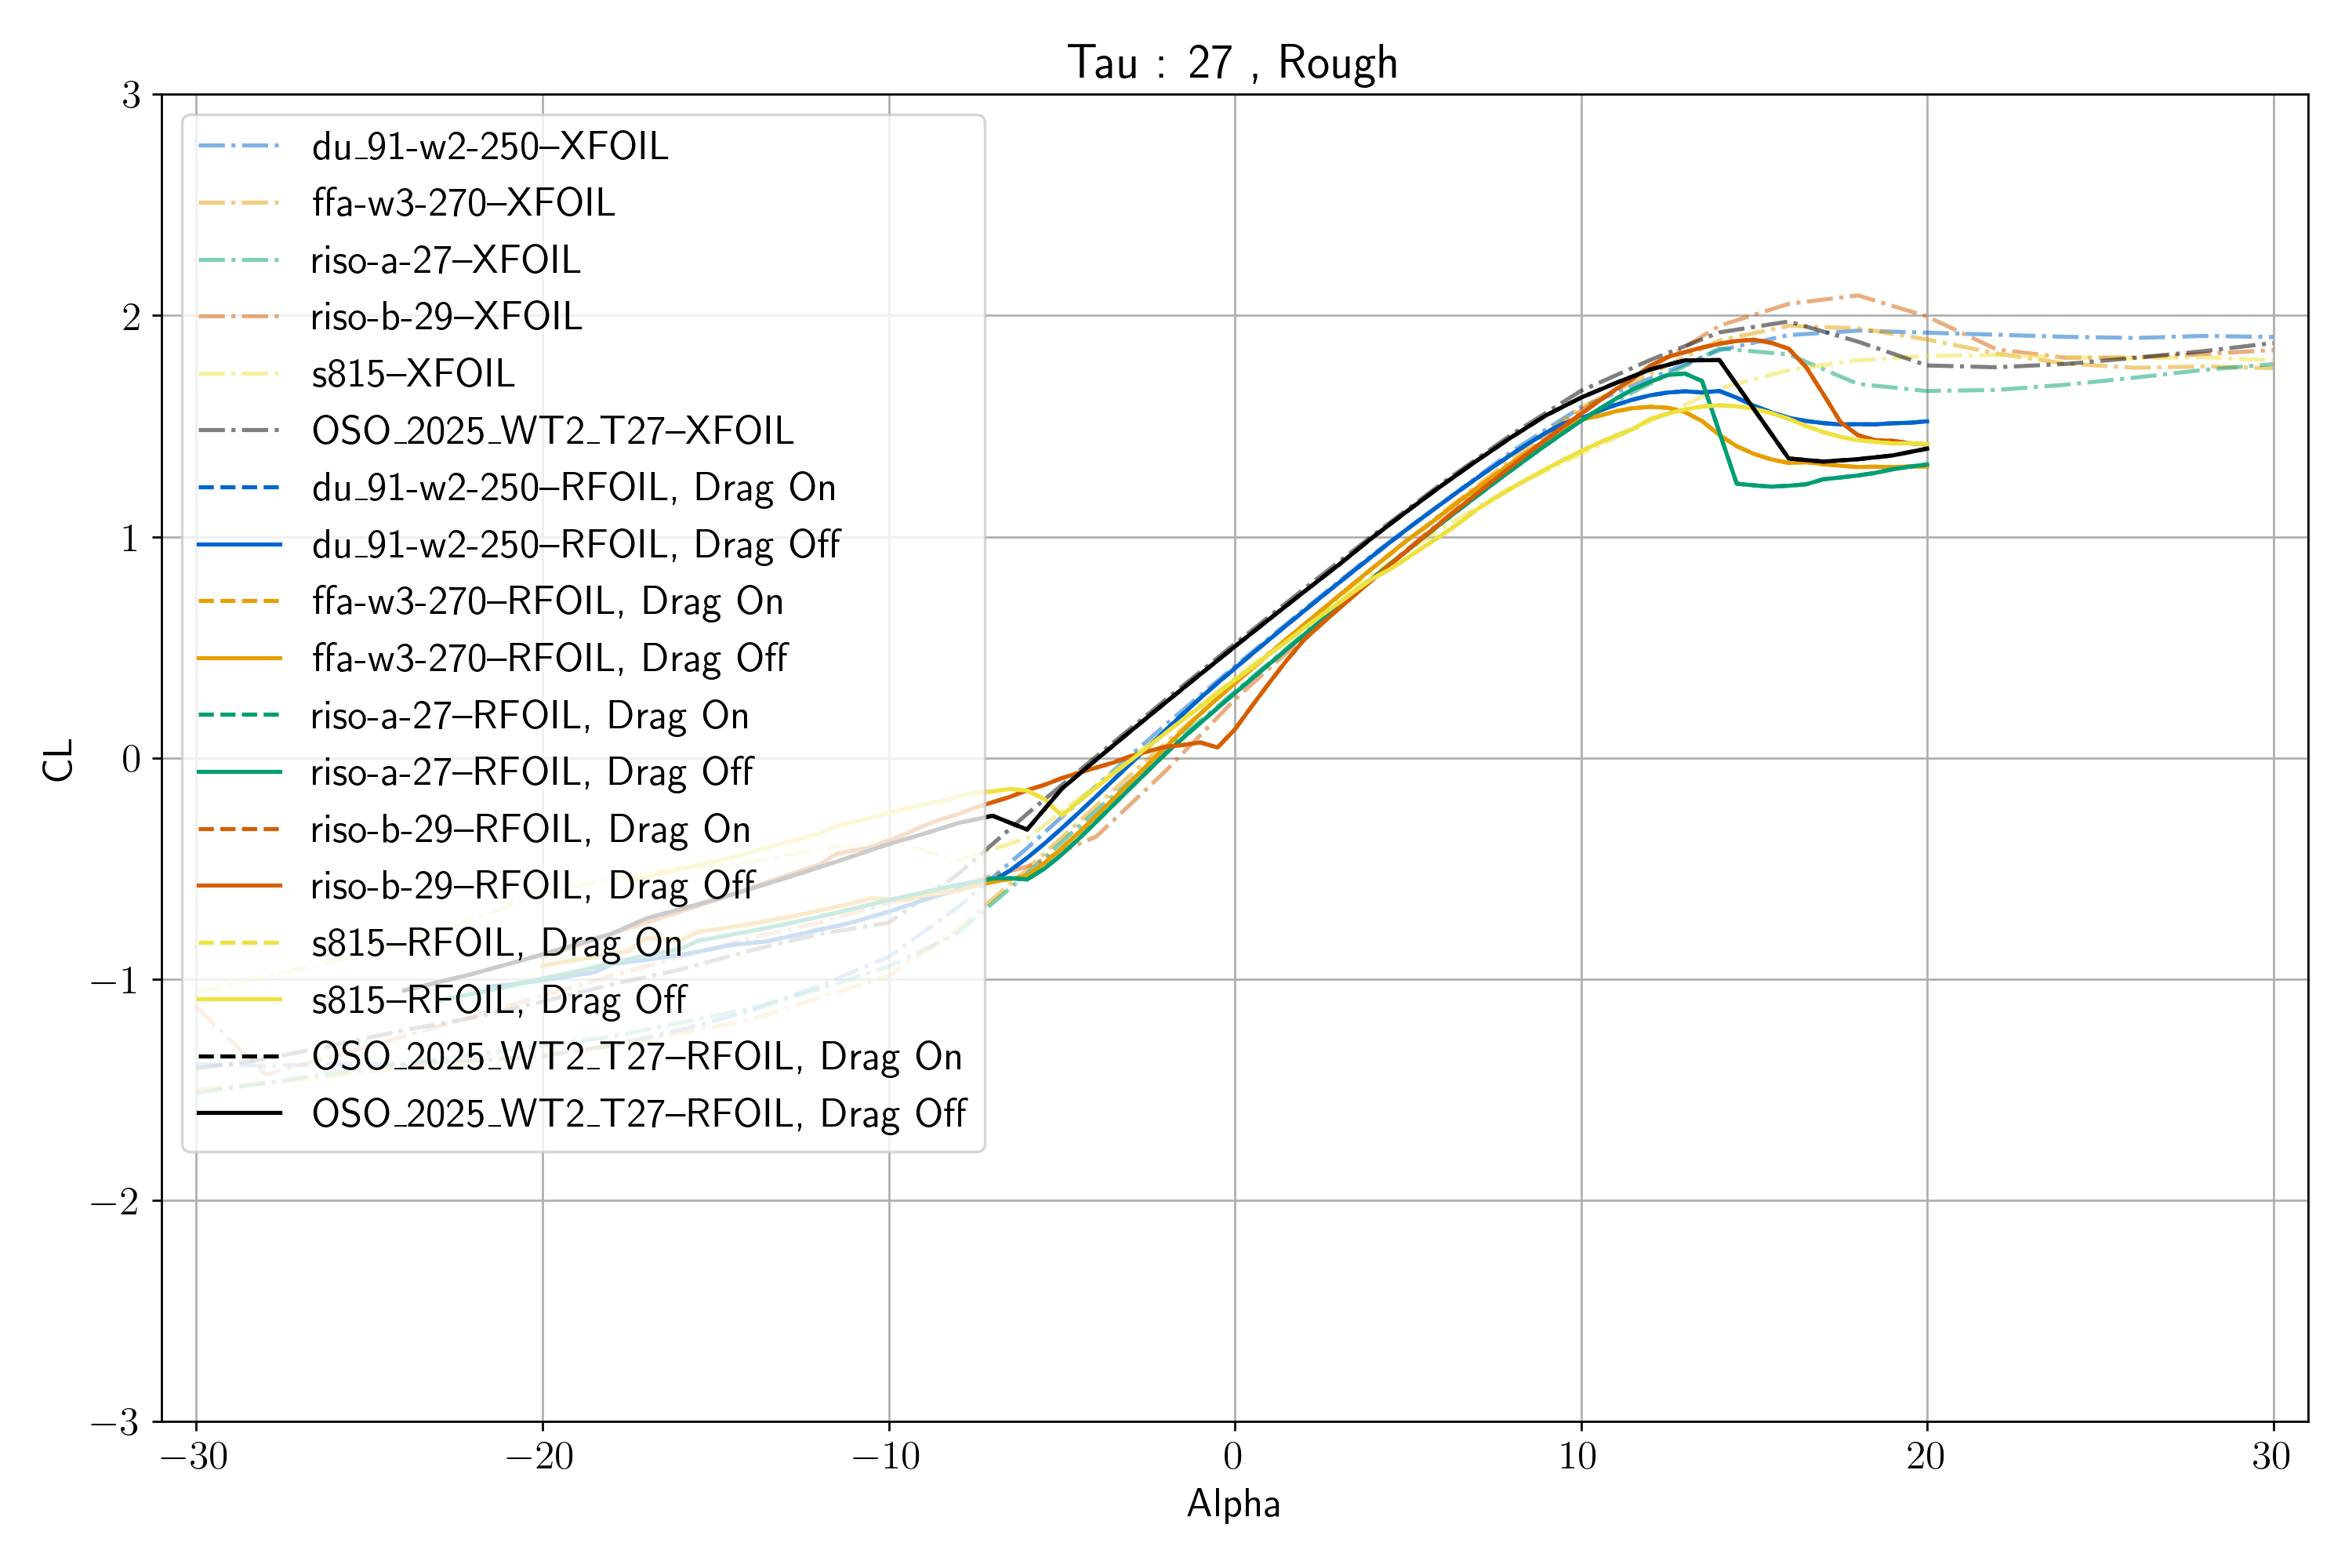 Tau : 27 , Rough
3
2
1
0
−1
−2
−3
CL
du_91-w2-250–XFOIL
ffa-w3-270–XFOIL
riso-a-27–XFOIL
riso-b-29–XFOIL
s815–XFOIL
OSO_2025_WT2_T27–XFOIL
du_91-w2-250–RFOIL, Drag On
du_91-w2-250–RFOIL, Drag Off
ffa-w3-270–RFOIL, Drag On
ffa-w3-270–RFOIL, Drag Off
riso-a-27–RFOIL, Drag On
riso-a-27–RFOIL, Drag Off
riso-b-29–RFOIL, Drag On
riso-b-29–RFOIL, Drag Off
s815–RFOIL, Drag On
s815–RFOIL, Drag Off
OSO_2025_WT2_T27–RFOIL, Drag On
OSO_2025_WT2_T27–RFOIL, Drag Off
−30 −20 −10 0 10 20 30
Alpha